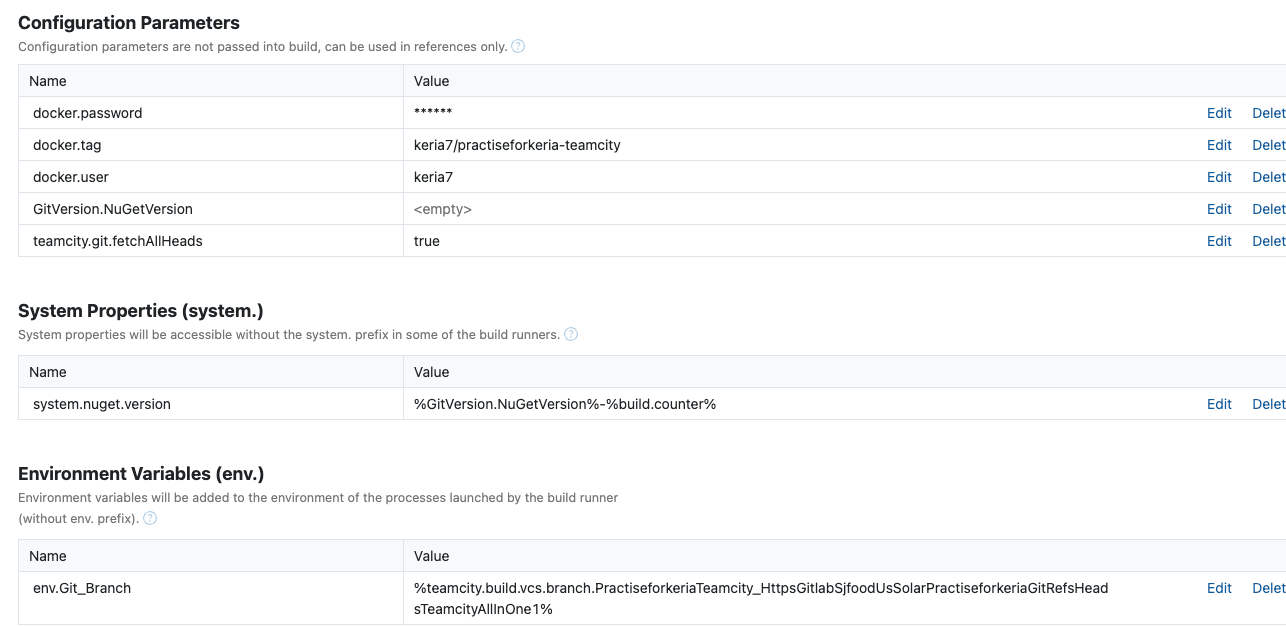 Configuration Parameters
Configuration parameters are not passed into build, can be used in references only. ?
Name Value
docker.password ****** Edit Delet
docker.tag keria7/practiseforkeria-teamcity Edit Delet
docker.user keria7 Edit Delet
GitVersion.NuGetVersion <empty> Edit Delet
teamcity.git.fetchAllHeads true Edit Delet
System Properties (system.)
System properties will be accessible without the system. prefix in some of the build runners. ?
Name Value
system.nuget.version %GitVersion.NuGetVersion%-%build.counter% Edit Delet
Environment Variables (env.)
Environment variables will be added to the environment of the processes launched by the build runner
(without env. prefix). ?
Name Value
env.Git_Branch %teamcity.build.vcs.branch.PractiseforkeriaTeamcity_HttpsGitlabSjfoodUsSolarPractiseforkeriaGitRefsHead Edit Delet
sTeamcityAllInOne1%